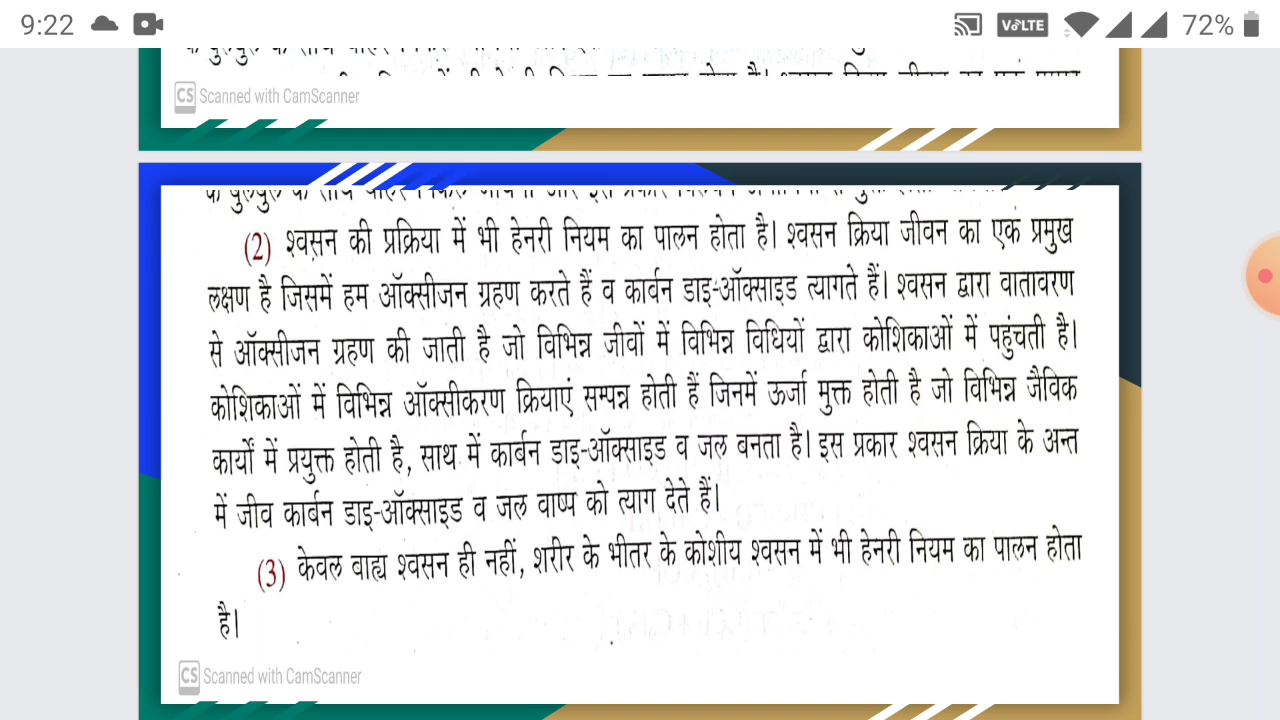 9:22
VoLTE
72%
CS Scanned with CamScanner
(2) श्वसन की प्रक्रिया में भी हेनरी नियम का पालन होता है। श्वसन क्रिया जीवन का एक प्रमुख
लक्षण है जिसमें हम ऑक्सीजन ग्रहण करते हैं व कार्बन डाइ-ऑक्साइड त्यागते हैं। श्वसन द्वारा वातावरण
से ऑक्सीजन ग्रहण की जाती है जो विभिन्न जीवों में विभिन्न विधियों द्वारा कोशिकाओं में पहुंचती है।
कोशिकाओं में विभिन्न ऑक्सीकरण क्रियाएं सम्पन्न होती हैं जिनमें ऊर्जा मुक्त होती है जो विभिन्न जैविक
कार्यों में प्रयुक्त होती है, साथ में कार्बन डाइ-ऑक्साइड व जल बनता है। इस प्रकार श्वसन क्रिया के अन्त
में जीव कार्बन डाइ-ऑक्साइड व जल वाष्प को त्याग देते हैं।
(3) केवल बाह्य श्वसन ही नहीं, शरीर के भीतर के कोशीय श्वसन में भी हेनरी नियम का पालन होता
है।
CS Scanned with CamScanner